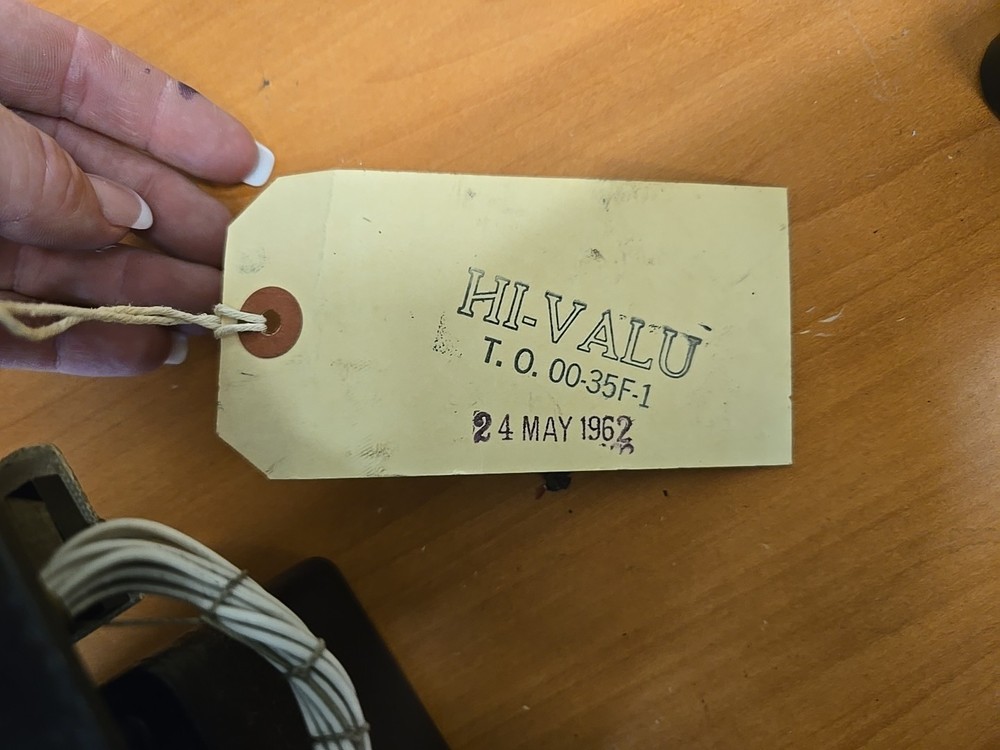 HI-VALU
T. O. 00-35F-1
24 MAY 1962